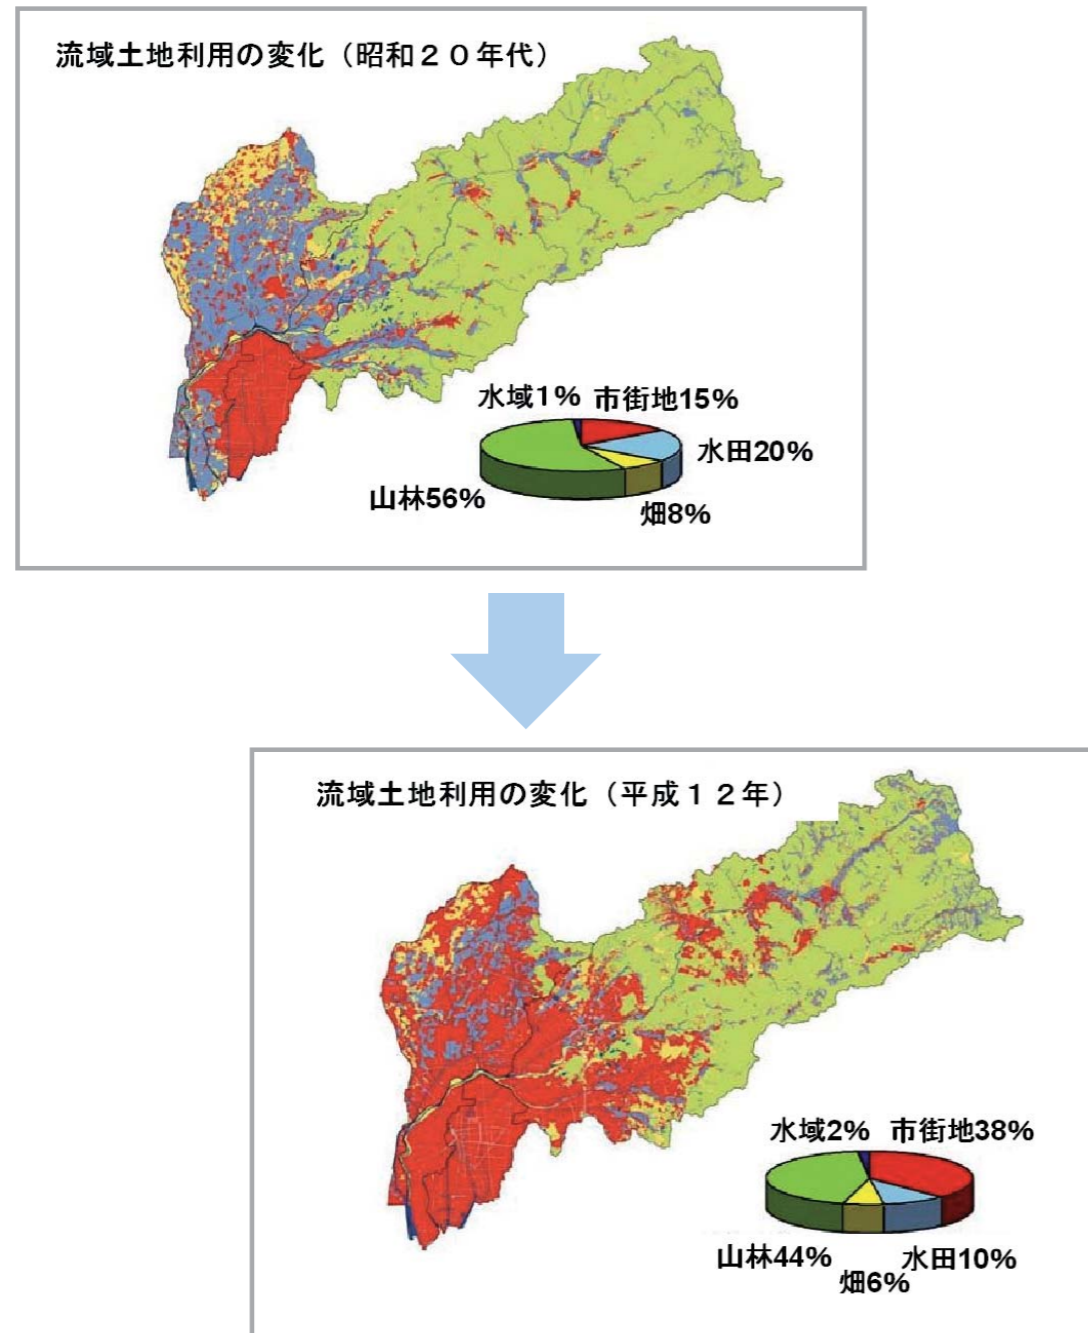 流域土地利用の変化（昭和２０年代）
水域1% 市街地15%
水田20%
山林56%
畑8%
流域土地利用の変化（平成１２年）
水域2% 市街地38%
山林44% 水田10%
畑6%